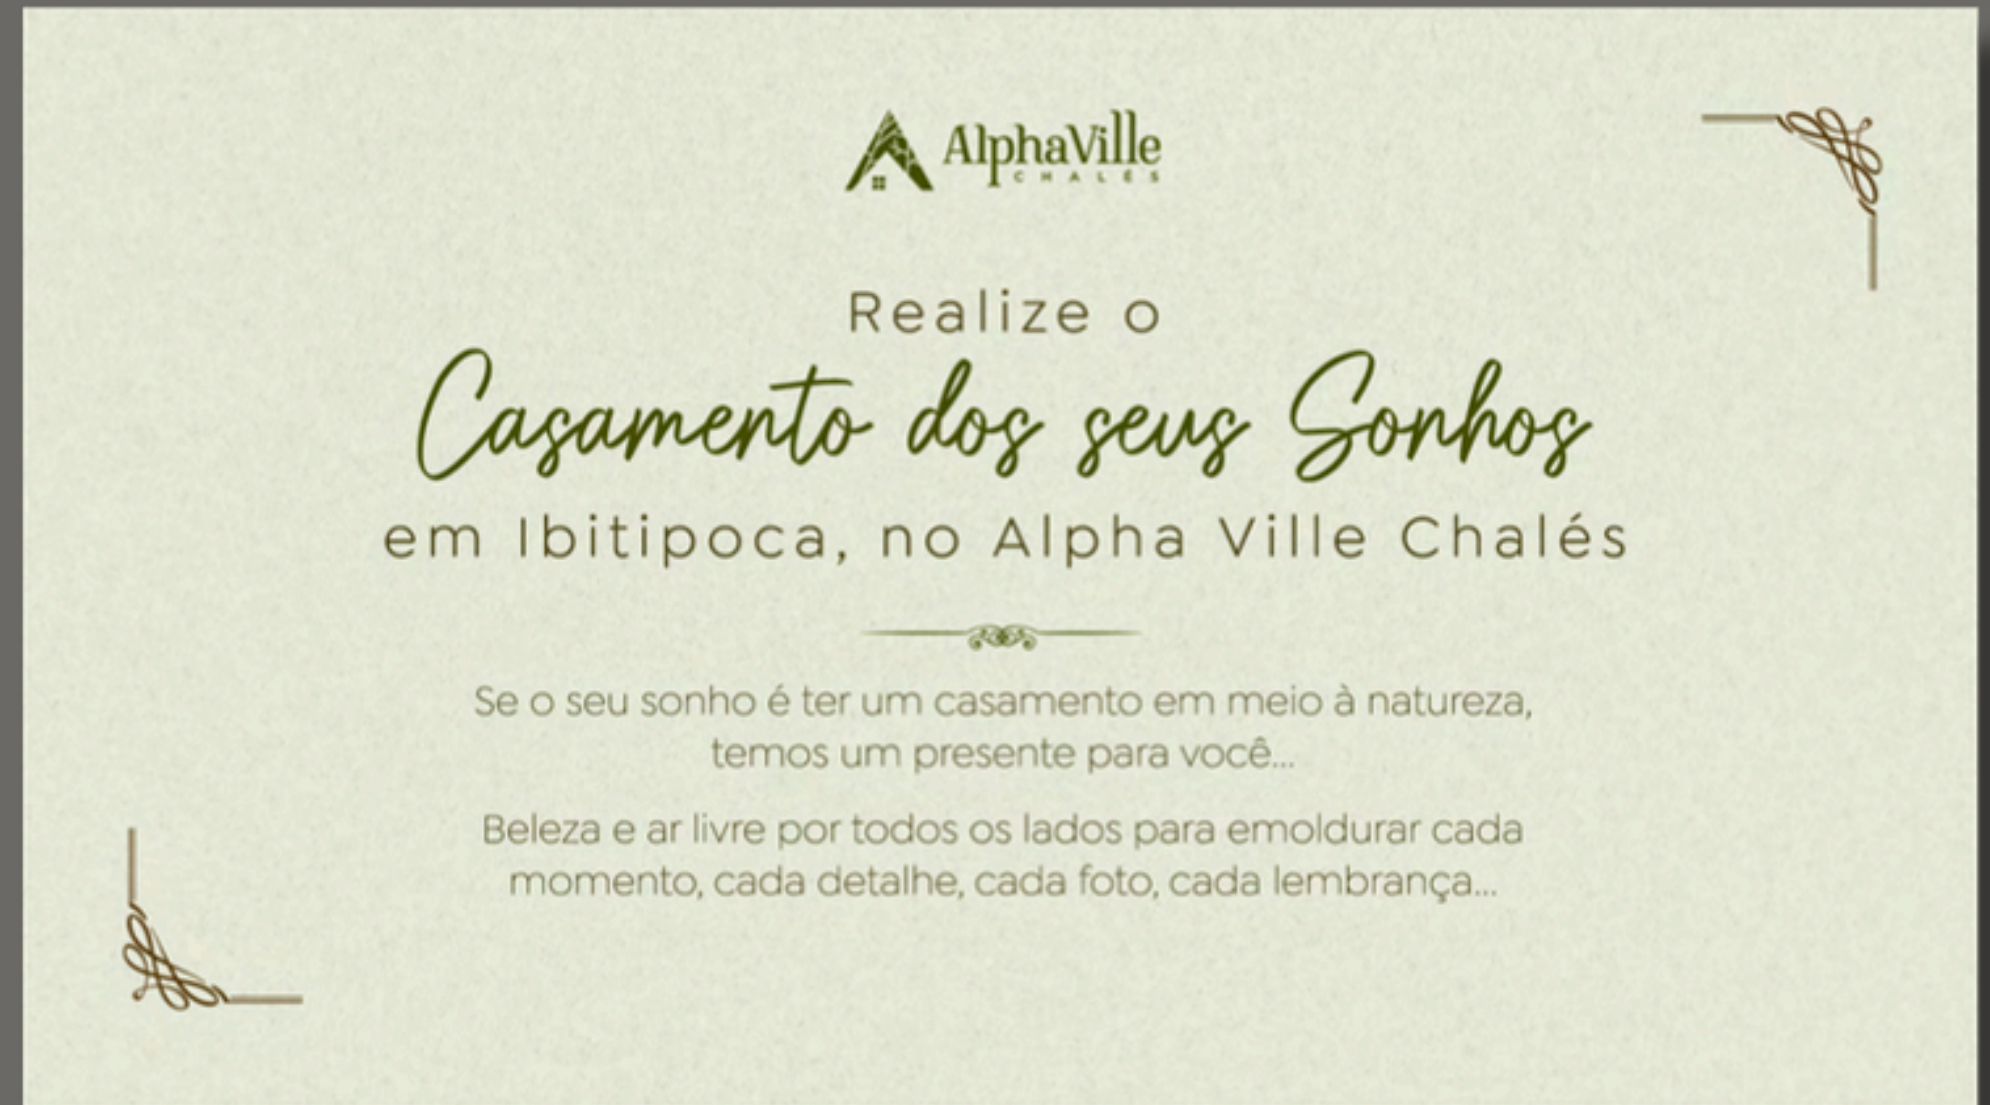 AlphaVille
CHALÉS
Realize o
Casamento dos seus Sonhos
em Ibitipoca, no Alpha Ville Chalés
Se o seu sonho é ter um casamento em meio à natureza,
temos um presente para você...
Beleza e ar livre por todos os lados para emoldurar cada
momento, cada detalhe, cada foto, cada lembrança...